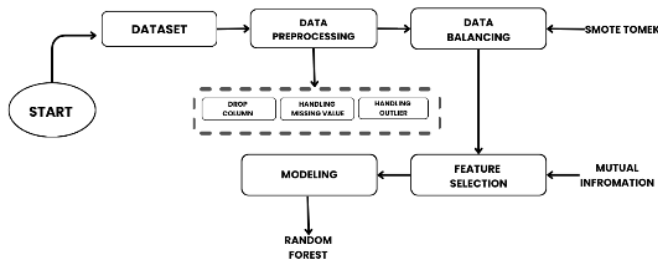 START
DATASET
DATA
PREPROCESSING
DATA
BALANCING
SMOTE TOMEK
DROP
COLUMN
HANDLING
MISSING VALUE
HANDLING
OUTLIER
MODELING
FEATURE
SELECTION
MUTUAL
INFROMATION
RANDOM
FOREST